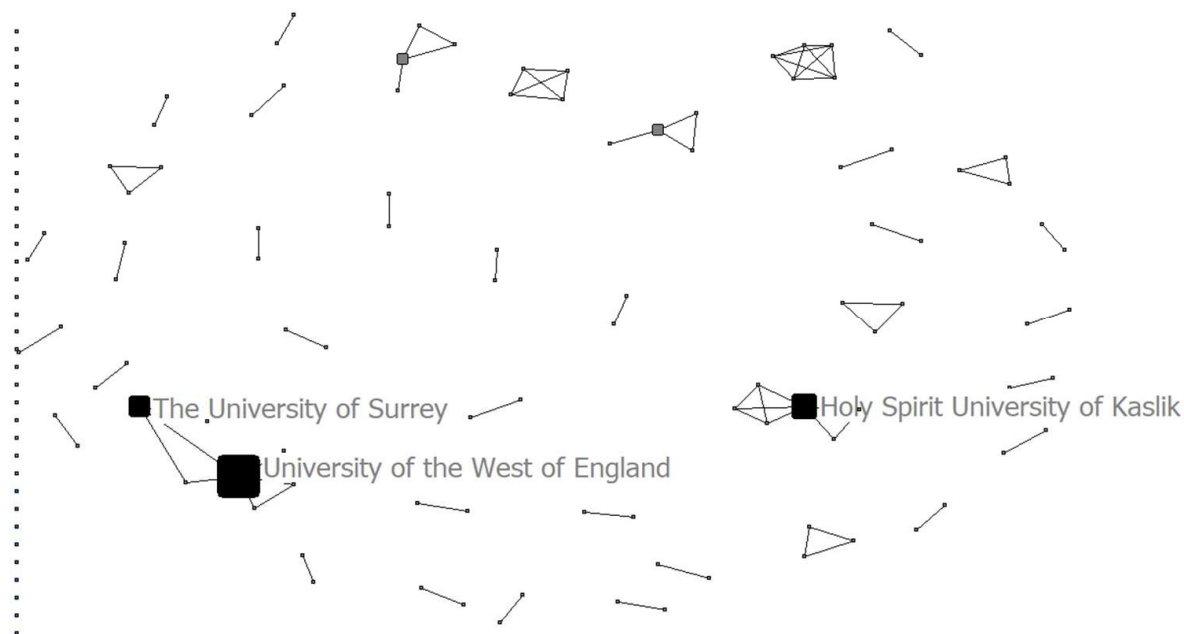 The University of Surrey
Holy Spirit University of Kaslik
University of the West of England